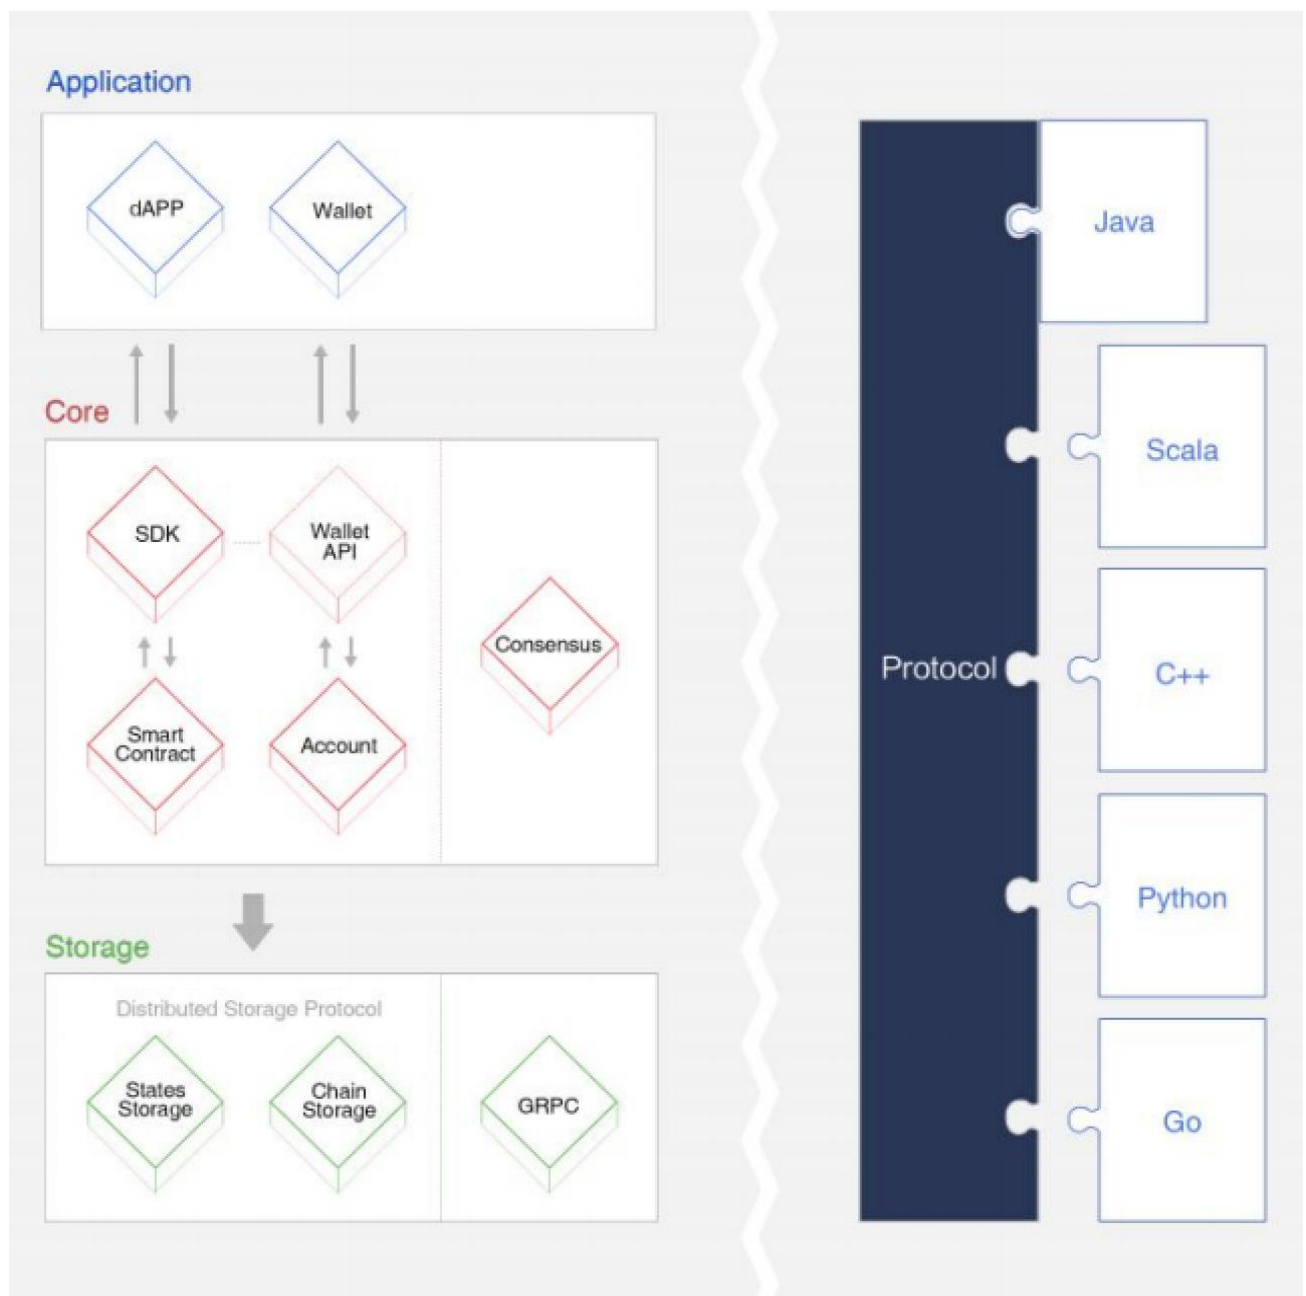 Application
dAPP
Wallet
Core
SDK
Wallet
API
Consensus
Smart
Contract
Account
Storage
Distributed Storage Protocol
States
Storage
Chain
Storage
GRPC
Protocol
Java
Scala
C++
Python
Go